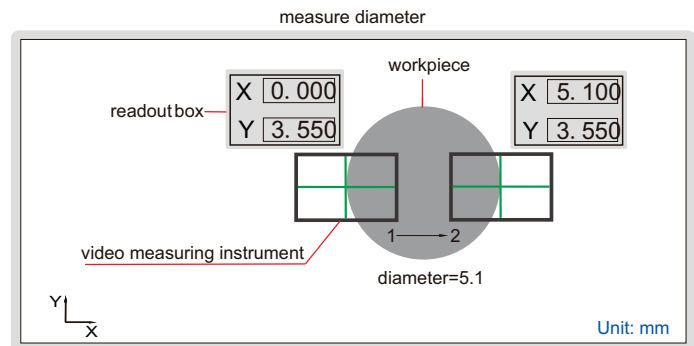 measure diameter
workpiece
X 0.000
Y 3. 550
X 5. 100
Y 3. 550
readout box
1 2
video measuring instrument
diameter=5.1
Y
X
Unit: mm